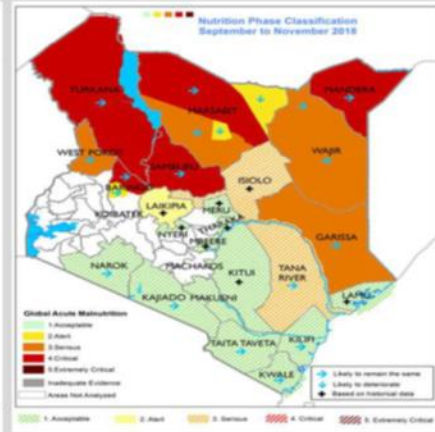 Nutrition Phase Classification
September to November 2018
TURKANA
MARSABIT
MANDERA
WEST POKOT
SAMBURU
WAJIR
ISIOLO
BARINGO
LAIKIPIA
KOIBATEK
MERU
THARAKA
NYERI
MBEERE
GARISSA
NAROK
MACHAKOS
KITUI
TANA
RIVER
KAJIADO
MAKUENI
LAMU
TAITA TAVETA
KILIFI
KWALE
Global Acute Malnutrition
1.Acceptable
2.Alert
3.Serious
4.Critical
5.Extremely Critical
Inadequate Evidence
Areas Not Analyzed
Likely to remain the same
Likely to deteriorate
Based on historical data
1. Acceptable
2. Alert
3. Serious
4. Critical
5. Extremely Critical